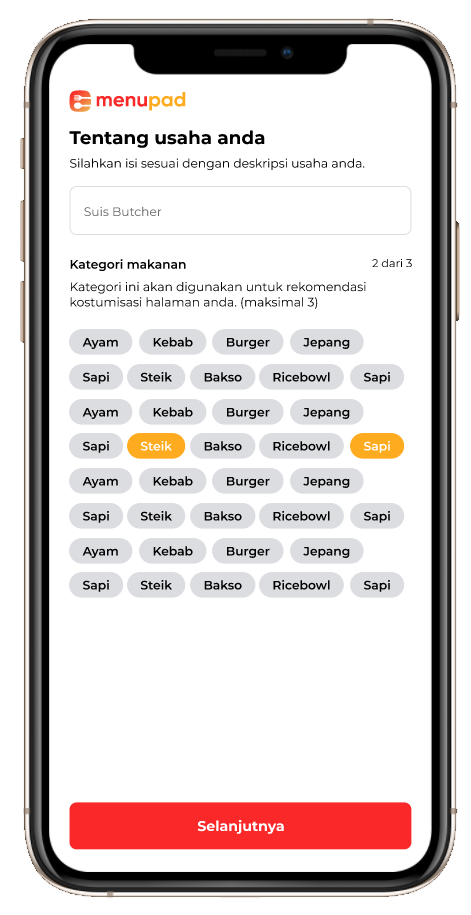 menupad
Tentang usaha anda
Silahkan isi sesuai dengan deskripsi usaha anda.
Suis Butcher
Kategori makanan 2 dari 3
Kategori ini akan digunakan untuk rekomendasi
kostumisasi halaman anda. (maksimal 3)
Ayam Kebab Burger Jepang
Sapi Steik Bakso Ricebowl Sapi
Ayam Kebab Burger Jepang
Sapi Steik Bakso Ricebowl Sapi
Ayam Kebab Burger Jepang
Sapi Steik Bakso Ricebowl Sapi
Ayam Kebab Burger Jepang
Sapi Steik Bakso Ricebowl Sapi
Selanjutnya